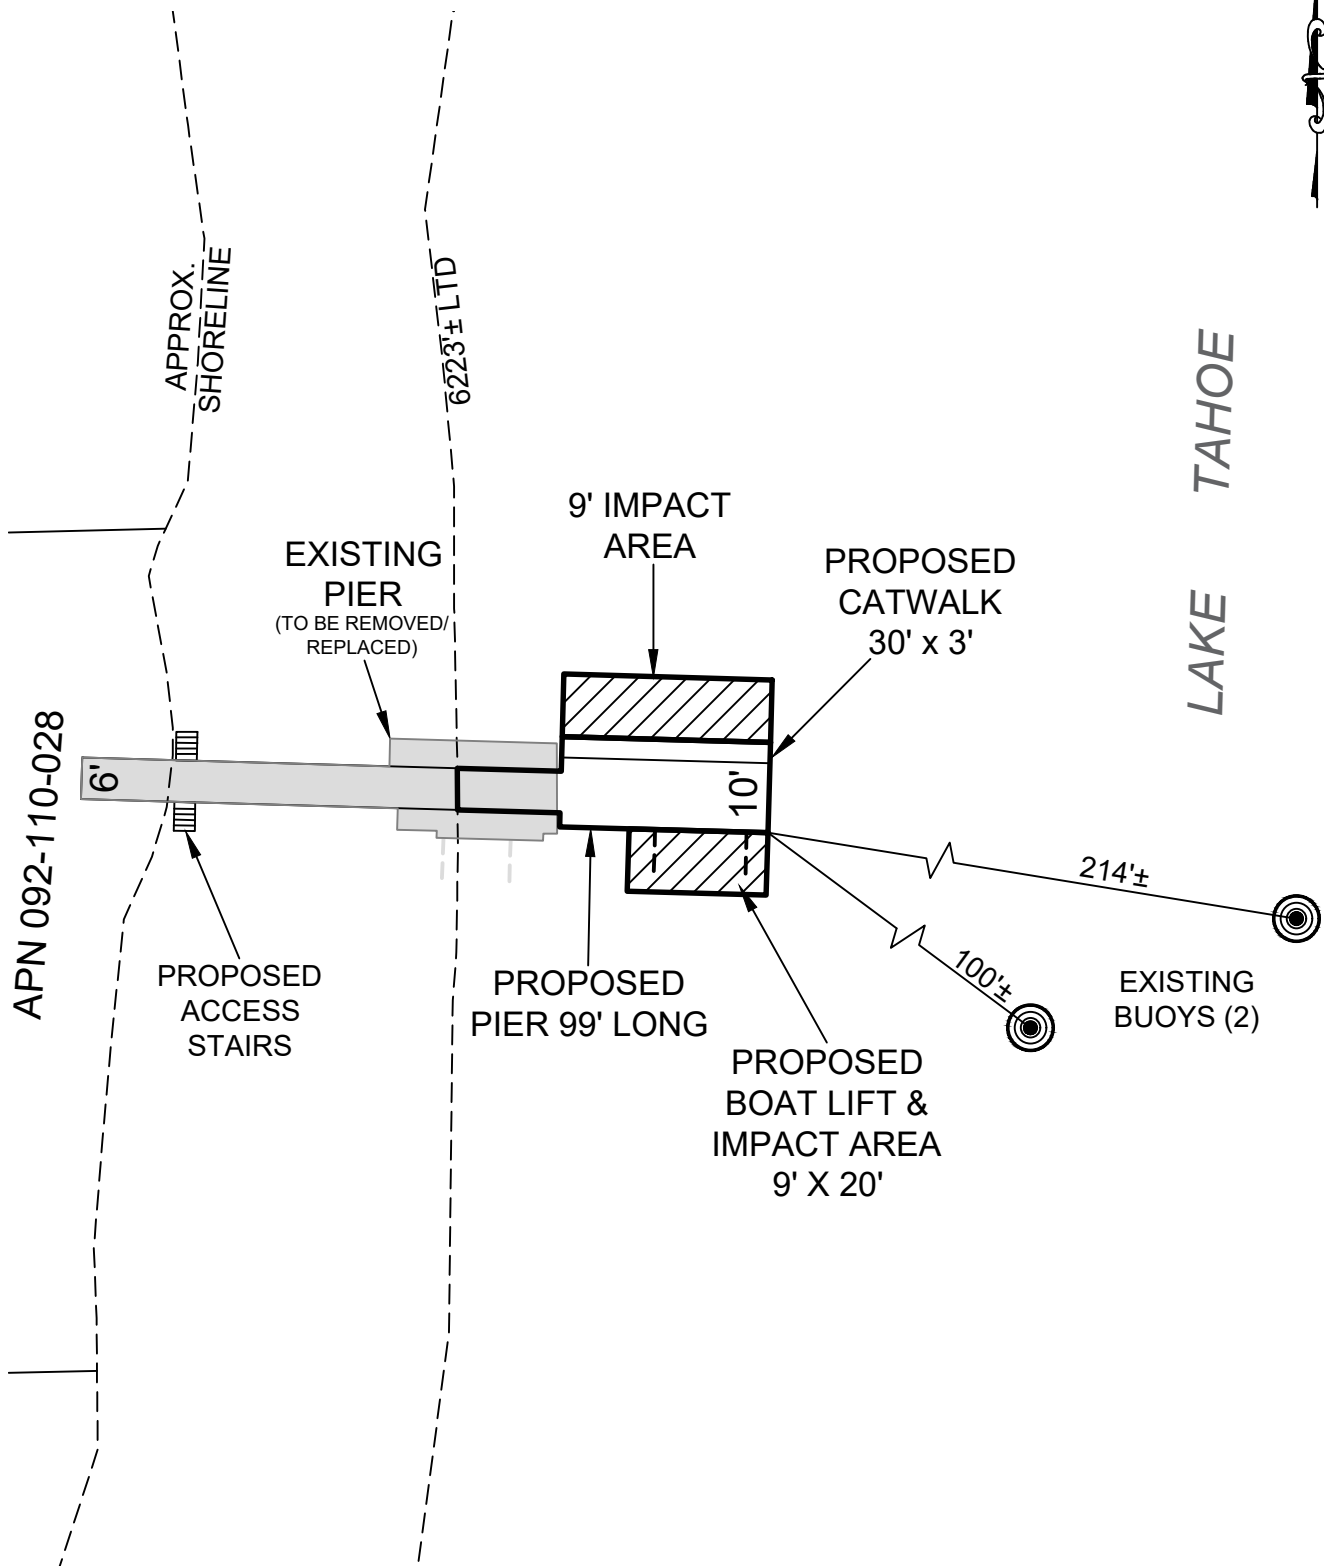 APPROX.
SHORELINE
6223'± LTD
LAKE TAHOE
9' IMPACT
AREA
EXISTING
PIER
(TO BE REMOVED/
REPLACED)
PROPOSED
CATWALK
30' x 3'
APN 092-110-028
6'
10'
214'±
100'±
PROPOSED
ACCESS
STAIRS
PROPOSED
PIER 99' LONG
EXISTING
BUOYS (2)
PROPOSED
BOAT LIFT &
IMPACT AREA
9' X 20'